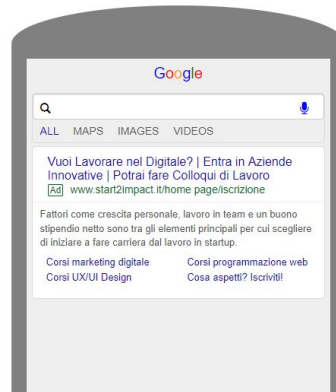 Google
ALL MAPS IMAGES VIDEOS
Vuoi Lavorare nel Digitale? | Entra in Aziende
Innovative | Potrai fare Colloqui di Lavoro
Ad www.start2impact.it/home page/iscrizione
Fattori come crescita personale, lavoro in team e un buono
stipendio netto sono tra gli elementi principali per cui scegliere
di iniziare a fare carriera dal lavoro in startup.
Corsi marketing digitale Corsi programmazione web
Corsi UX/UI Design Cosa aspetti? Iscriviti!